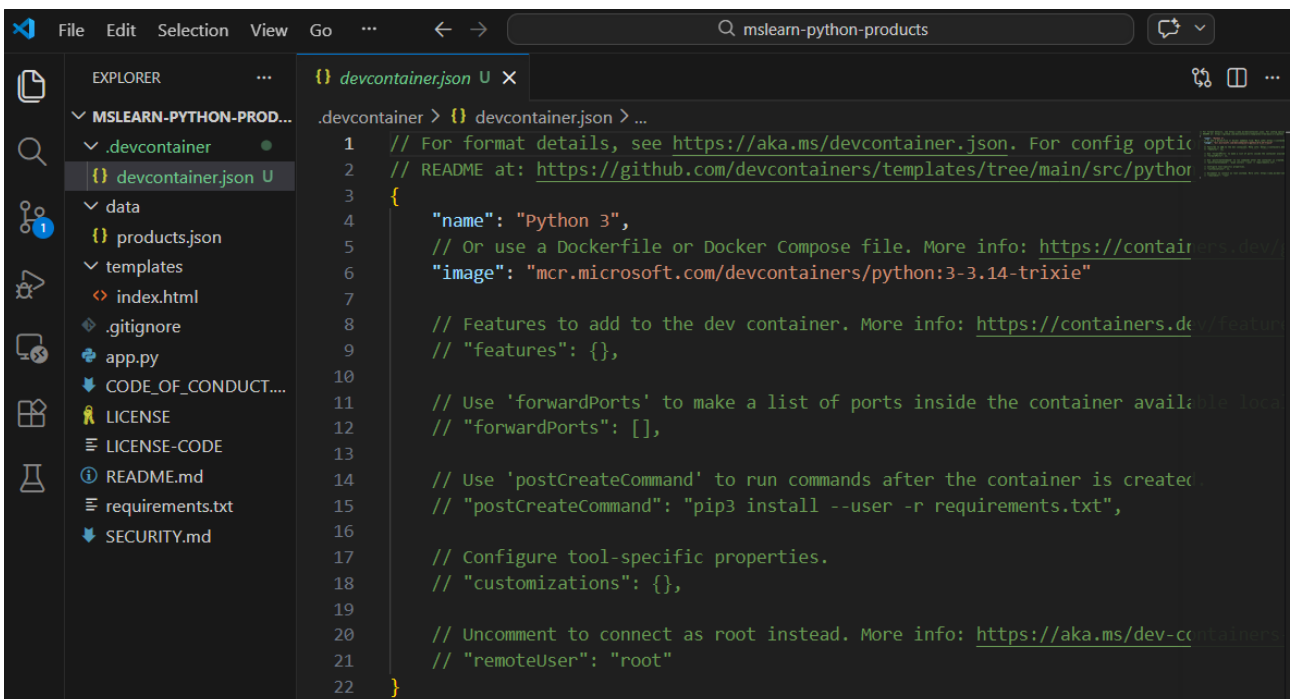 File Edit Selection View Go ··· ← → mslearn-python-products
EXPLORER ···
MSLEARN-PYTHON-PROD...
.devcontainer
{} devcontainer.json U
data
{} products.json
templates
<> index.html
.gitignore
app.py
CODE_OF_CONDUCT....
LICENSE
LICENSE-CODE
README.md
requirements.txt
SECURITY.md
1
{} devcontainer.json U ×
.devcontainer > {} devcontainer.json > ...
1 // For format details, see https://aka.ms/devcontainer.json. For config optio
2 // README at: https://github.com/devcontainers/templates/tree/main/src/python
3 {
4 "name": "Python 3",
5 // Or use a Dockerfile or Docker Compose file. More info: https://containers.dev/
6 "image": "mcr.microsoft.com/devcontainers/python:3-3.14-trixie"
7
8 // Features to add to the dev container. More info: https://containers.dev/featur
9 // "features": {},
10
11 // Use 'forwardPorts' to make a list of ports inside the container available loca
12 // "forwardPorts": [],
13
14 // Use 'postCreateCommand' to run commands after the container is created.
15 // "postCreateCommand": "pip3 install --user -r requirements.txt",
16
17 // Configure tool-specific properties.
18 // "customizations": {},
19
20 // Uncomment to connect as root instead. More info: https://aka.ms/dev-containers
21 // "remoteUser": "root"
22 }